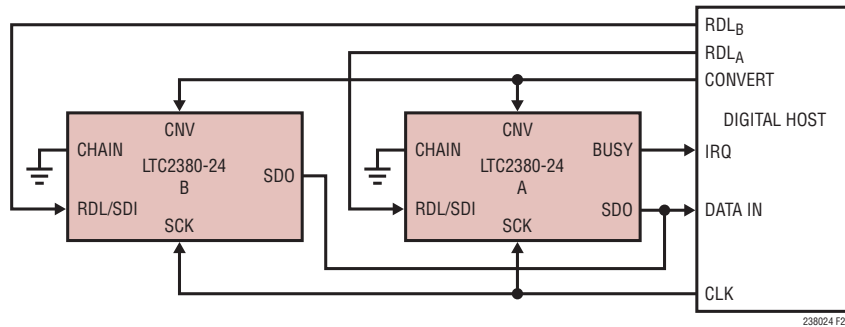 RDLB
RDLA
CONVERT
DIGITAL HOST
IRQ
DATA IN
CLK
CNV
CHAIN
LTC2380-24
B
SDO
RDL/SDI
SCK
CNV
CHAIN
BUSY
LTC2380-24
A
SDO
RDL/SDI
SCK
238024 F2